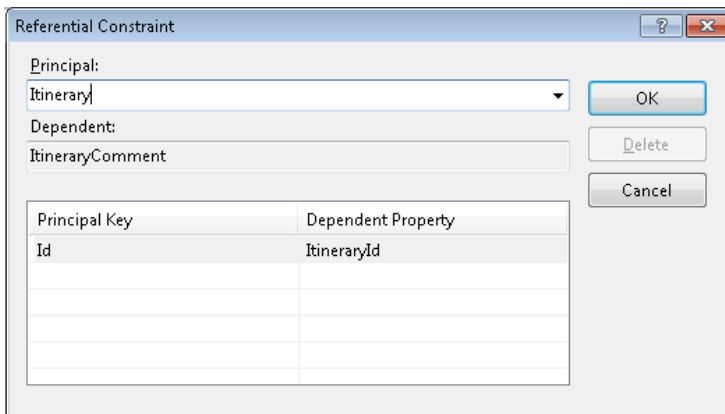 Referential Constraint
Principal:
Itinerary
OK
Dependent:
ItineraryComment
Delete
Cancel
Principal Key Dependent Property
Id ItineraryId